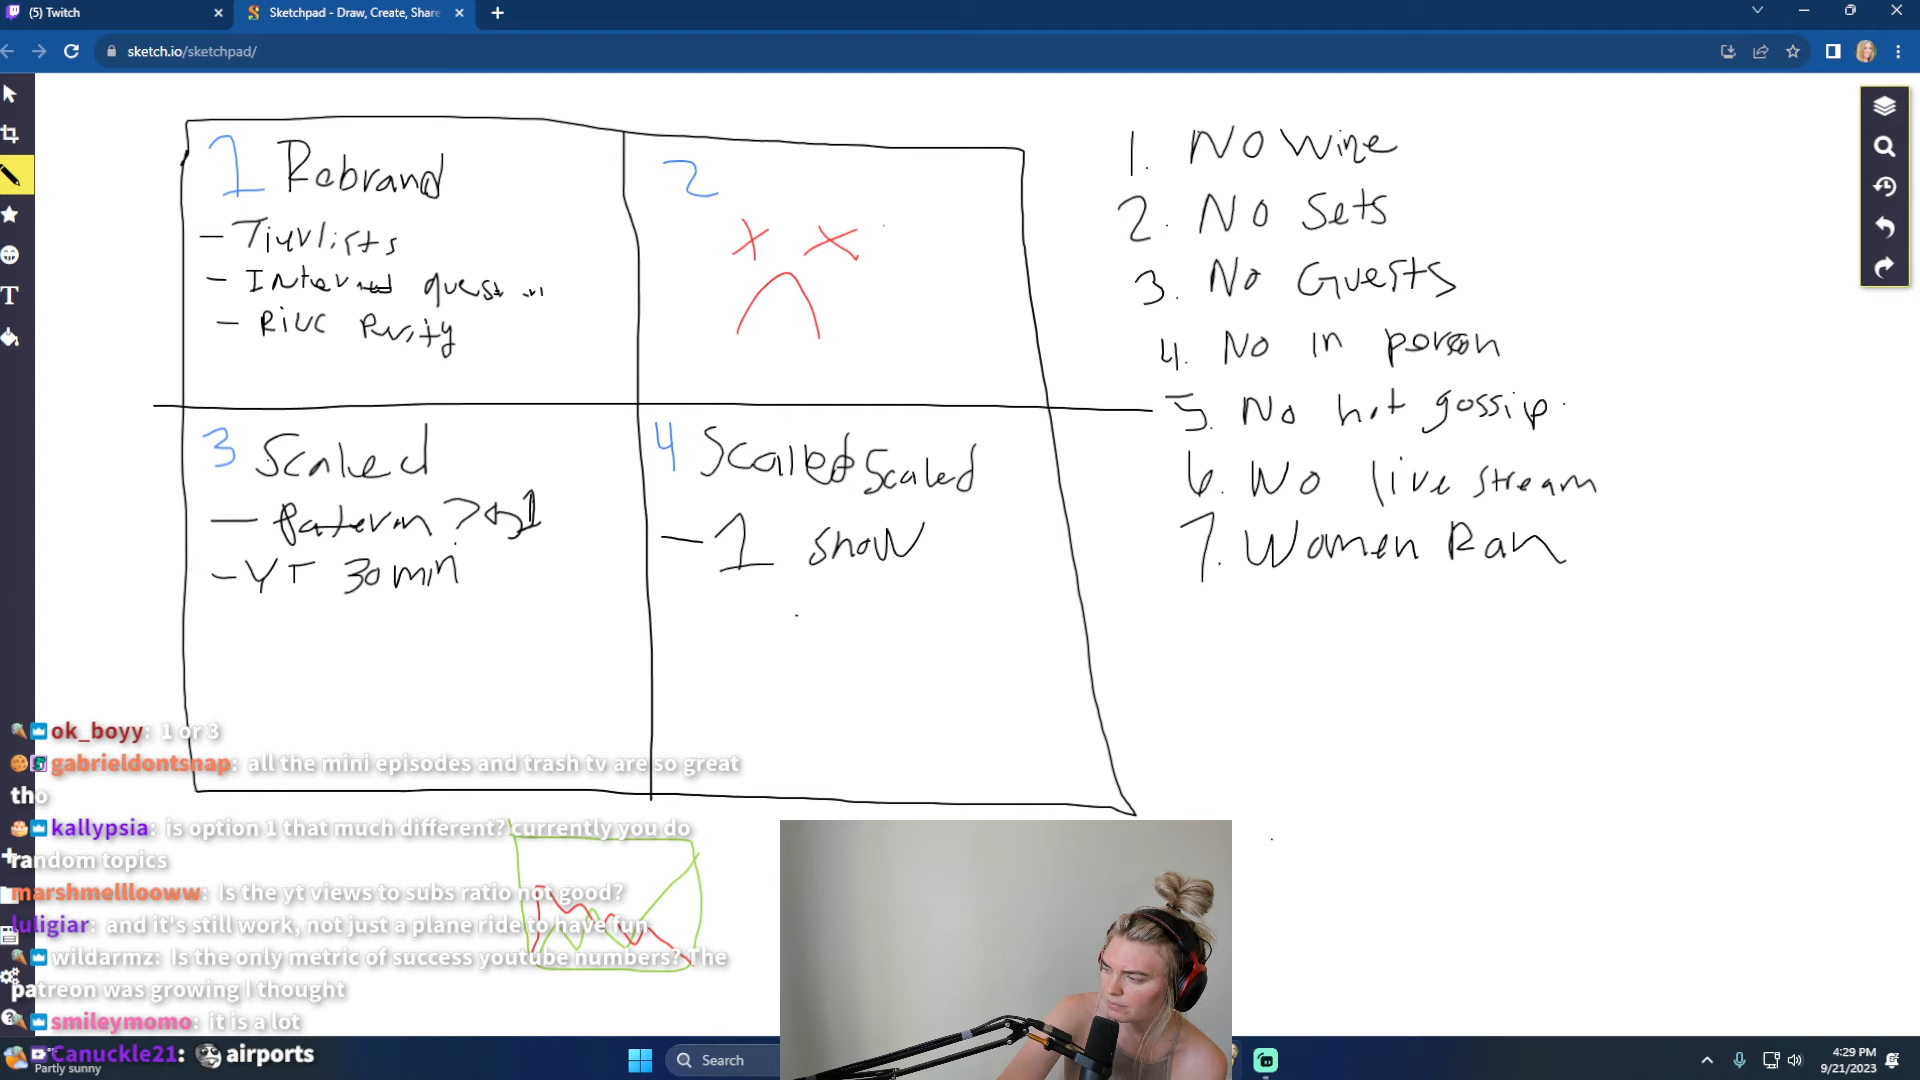 (5) Twitch
Sketchpad - Draw, Create, Share
sketch.io/sketchpad/
1 Rebrand
- Tierlists
- Internet quest
- Rice Purity
2
3 Scaled
- Patreon ? 1
- YT 30 min
4 Scaled Scaled
- 1 show
1. No Wine
2. No Sets
3. No Guests
4. No in person
5. No hot gossip
6. No live stream
7. Women Ran
ok_boyy: 1 or 3
gabrieldontsnap: all the mini episodes and trash tv are so great
tho
kallypsia: is option 1 that much different? currently you do
random topics
marshmelllooww: Is the yt views to subs ratio not good?
luligiar: and it's still work, not just a plane ride to have fun
wildarmz: Is the only metric of success youtube numbers? The
patreon was growing I thought
smileymomo: it is a lot
Canuckle21: airports
Partly sunny
Search
4:29 PM
9/21/2023